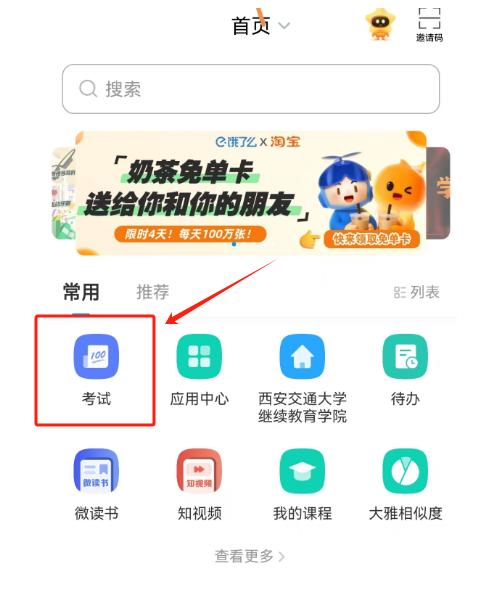 首页
邀请码
搜索
饿了么 x 淘宝
「奶茶免单卡
送给你和你的朋友」
限时4天！每天100万张！
快来领取免单卡
学
常用
推荐
列表
100
考试
应用中心
西安交通大学
继续教育学院
待办
微读书
知视频
微读书
知视频
我的课程
大雅相似度
查看更多